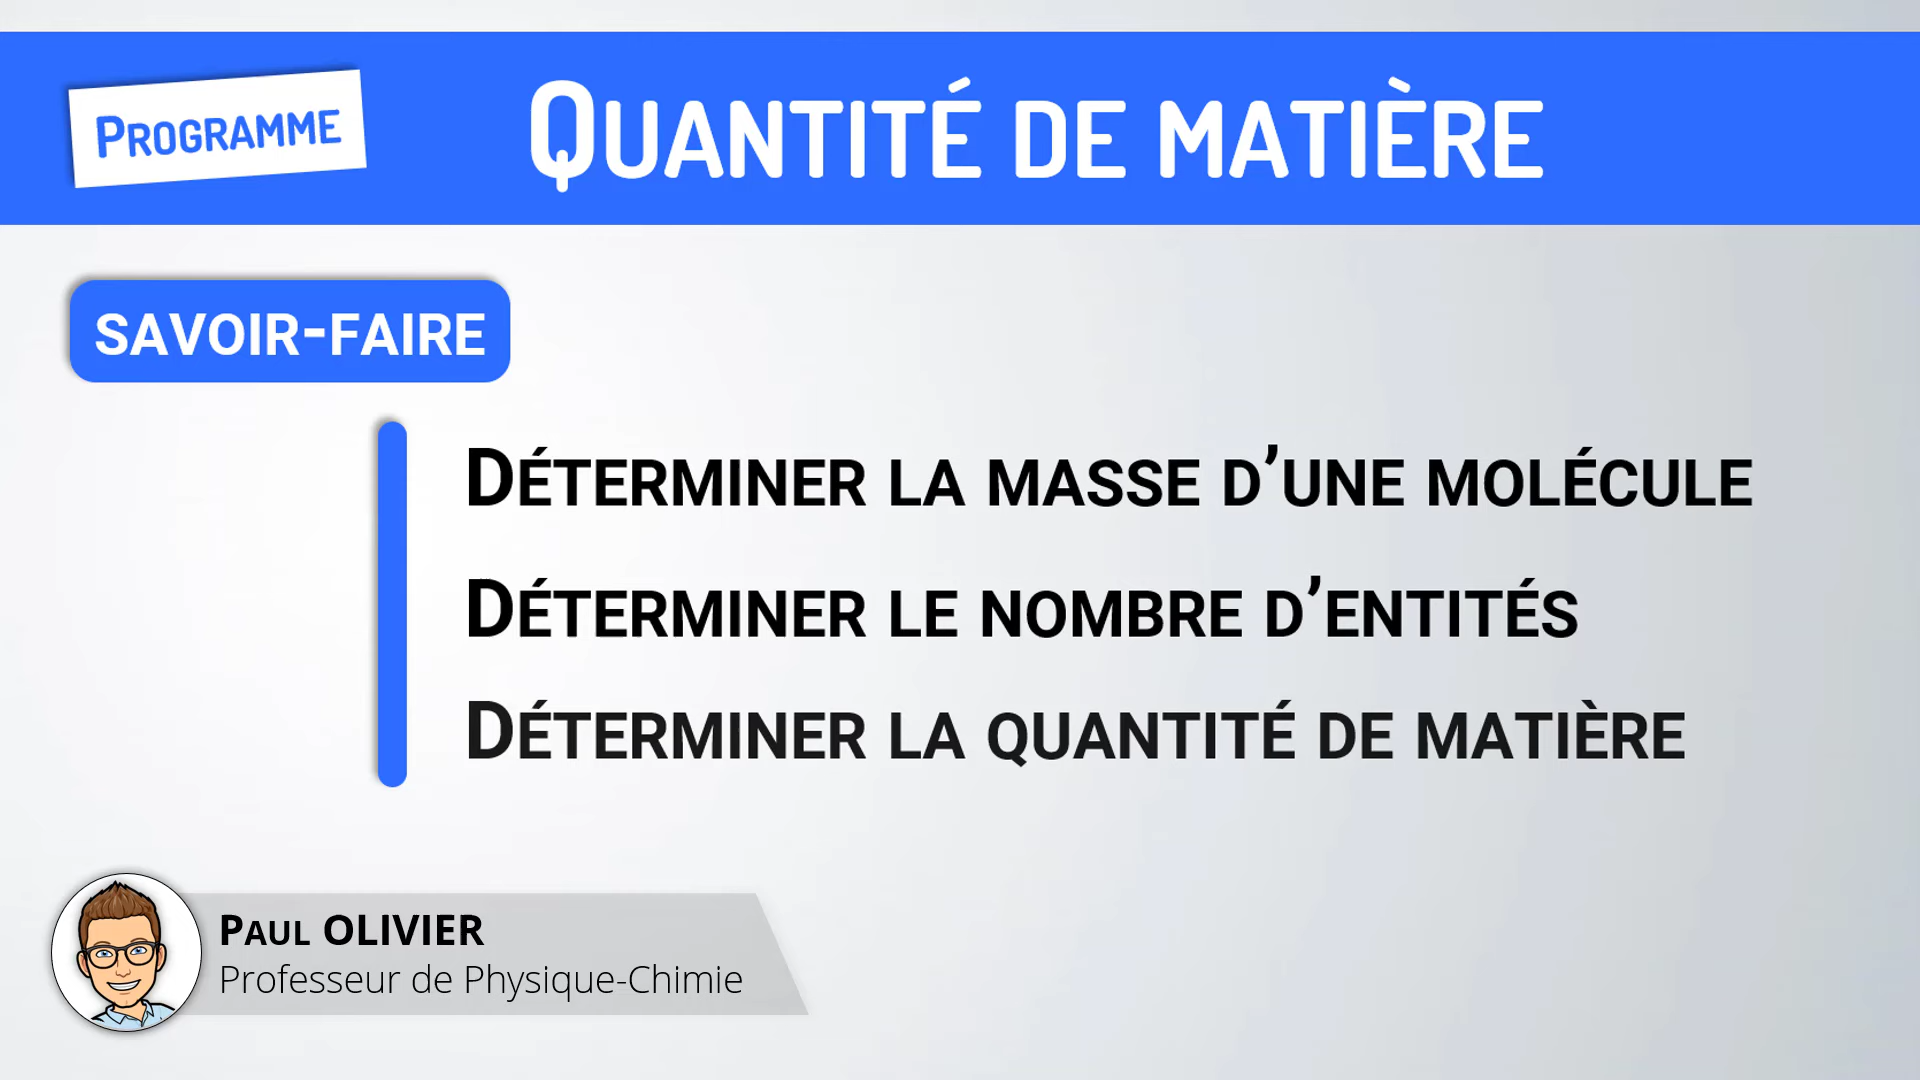 Programme
Quantité de matière
savoir-faire
Déterminer la masse d’une molécule
Déterminer le nombre d’entités
Déterminer la quantité de matière
Paul OLIVIER
Professeur de Physique-Chimie